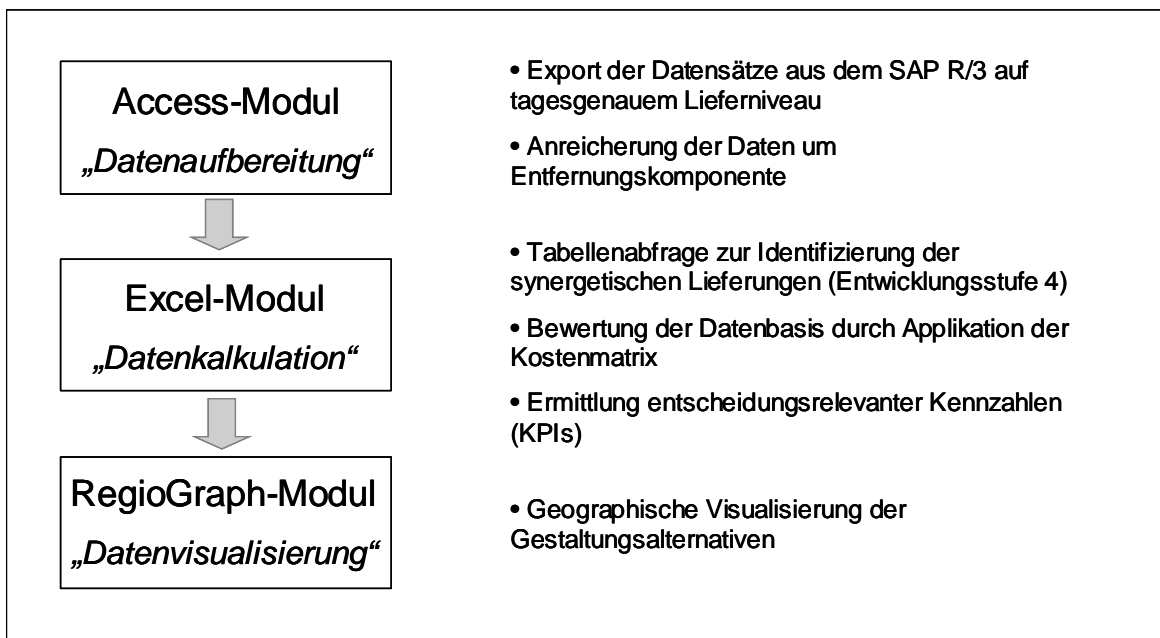 Access-Modul
„Datenaufbereitung“
• Export der Datensätze aus dem SAP R/3 auf
tagesgenauem Lieferniveau
• Anreicherung der Daten um
Entfernungskomponente
Excel-Modul
„Datenkalkulation“
• Tabellenabfrage zur Identifizierung der
synergetischen Lieferungen (Entwicklungsstufe 4)
• Bewertung der Datenbasis durch Applikation der
Kostenmatrix
• Ermittlung entscheidungsrelevanter Kennzahlen
(KPIs)
RegioGraph-Modul
„Datenvisualisierung“
• Geographische Visualisierung der
Gestaltungsalternativen